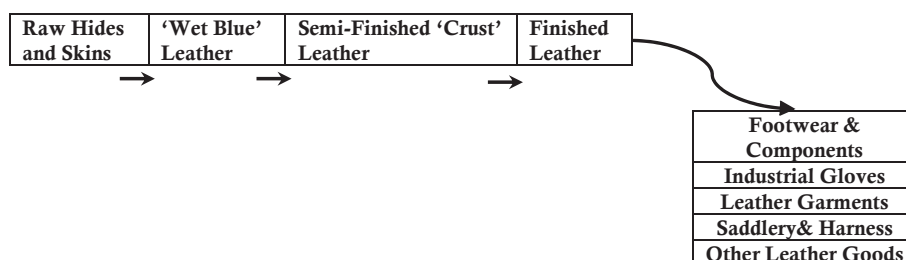 Raw Hides
and Skins
‘Wet Blue’
Leather
Semi-Finished ‘Crust’
Leather
Finished
Leather
Footwear &
Components
Industrial Gloves
Leather Garments
Saddlery& Harness
Other Leather Goods